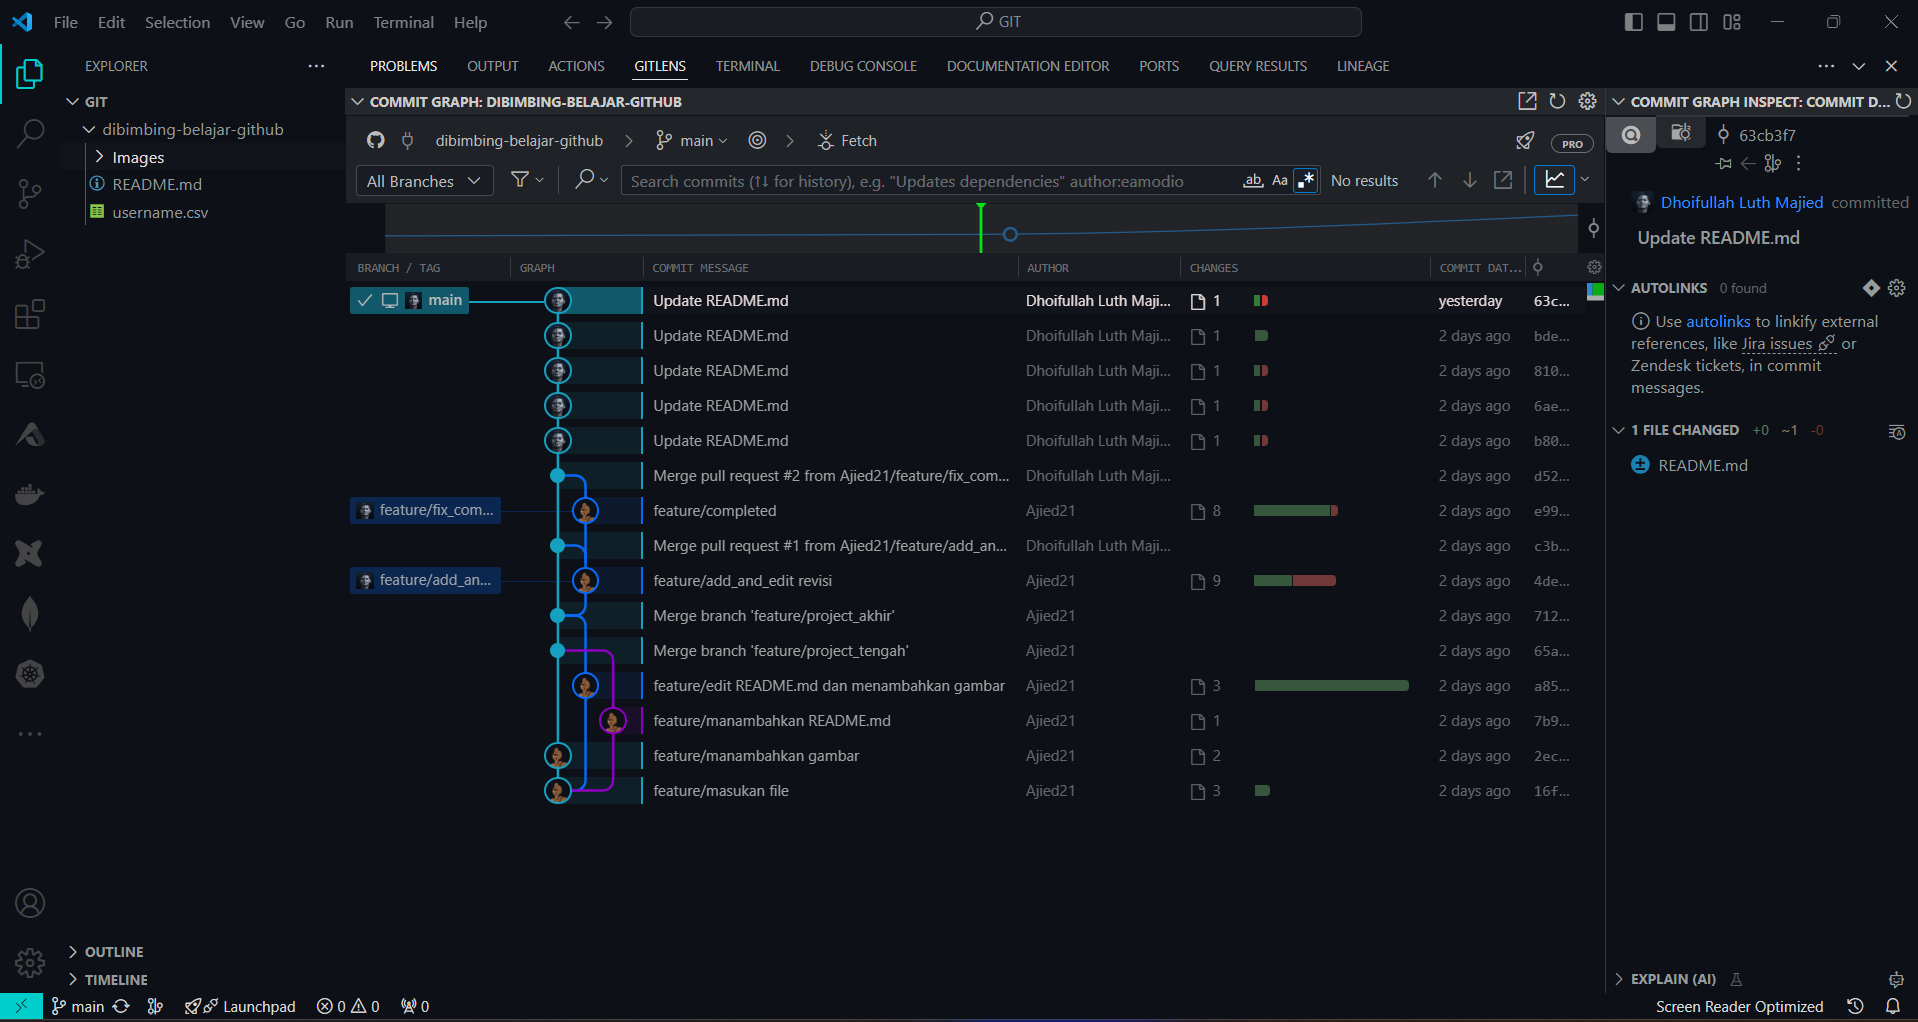 File Edit Selection View Go Run Terminal Help
GIT
EXPLORER
GIT
dibimbing-belajar-github
Images
README.md
username.csv
OUTLINE
TIMELINE
PROBLEMS OUTPUT ACTIONS GITLENS TERMINAL DEBUG CONSOLE DOCUMENTATION EDITOR PORTS QUERY RESULTS LINEAGE
COMMIT GRAPH: DIBIMBING-BELAJAR-GITHUB
dibimbing-belajar-github main Fetch PRO
All Branches Search commits (↑↓ for history), e.g. "Updates dependencies" author:eamodio ab Aa .* No results
BRANCH / TAG GRAPH COMMIT MESSAGE AUTHOR CHANGES COMMIT DAT...
main Update README.md Dhoifullah Luth Maji... 1 yesterday 63c...
Update README.md Dhoifullah Luth Maji... 1 2 days ago bde...
Update README.md Dhoifullah Luth Maji... 1 2 days ago 810...
Update README.md Dhoifullah Luth Maji... 1 2 days ago 6ae...
Update README.md Dhoifullah Luth Maji... 1 2 days ago b80...
Merge pull request #2 from Ajied21/feature/fix_com... Dhoifullah Luth Maji... 2 days ago d52...
feature/fix_com... feature/completed Ajied21 8 2 days ago e99...
Merge pull request #1 from Ajied21/feature/add_an... Dhoifullah Luth Maji... 2 days ago c3b...
feature/add_an... feature/add_and_edit revisi Ajied21 9 2 days ago 4de...
Merge branch 'feature/project_akhir' Ajied21 2 days ago 712...
Merge branch 'feature/project_tengah' Ajied21 2 days ago 65a...
feature/edit README.md dan menambahkan gambar Ajied21 3 2 days ago a85...
feature/manambahkan README.md Ajied21 1 2 days ago 7b9...
feature/manambahkan gambar Ajied21 2 2 days ago 2ec...
feature/masukan file Ajied21 3 2 days ago 16f...
COMMIT GRAPH INSPECT: COMMIT D...
63cb3f7
Dhoifullah Luth Majied committed
Update README.md
AUTOLINKS 0 found
Use autolinks to linkify external
references, like Jira issues or
Zendesk tickets, in commit
messages.
1 FILE CHANGED +0 ~1 -0
README.md
EXPLAIN (AI)
main Launchpad 0 0 0 Screen Reader Optimized